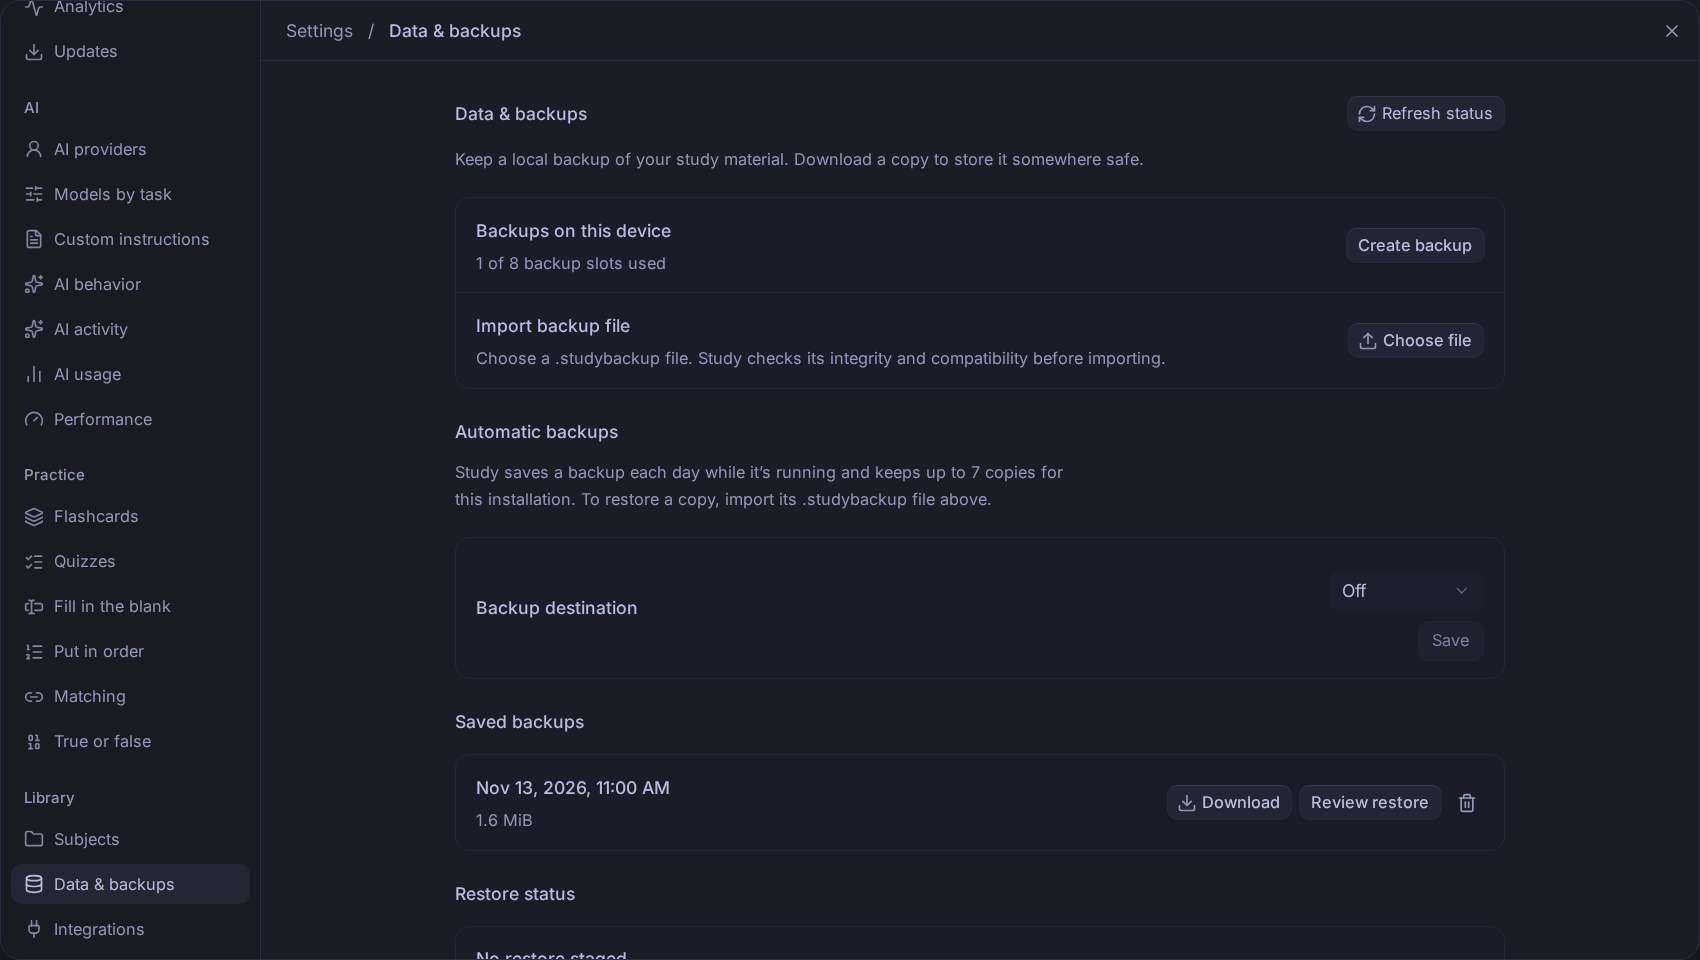 Analytics
Updates
AI
AI providers
Models by task
Custom instructions
AI behavior
AI activity
AI usage
Performance
Practice
Flashcards
Quizzes
Fill in the blank
Put in order
Matching
True or false
Library
Subjects
Data & backups
Integrations
Settings / Data & backups
Data & backups
Refresh status
Keep a local backup of your study material. Download a copy to store it somewhere safe.
Backups on this device
1 of 8 backup slots used
Create backup
Import backup file
Choose a .studybackup file. Study checks its integrity and compatibility before importing.
Choose file
Automatic backups
Study saves a backup each day while it’s running and keeps up to 7 copies for
this installation. To restore a copy, import its .studybackup file above.
Backup destination
Off
Save
Saved backups
Nov 13, 2026, 11:00 AM
1.6 MiB
Download
Review restore
Restore status
No restore staged